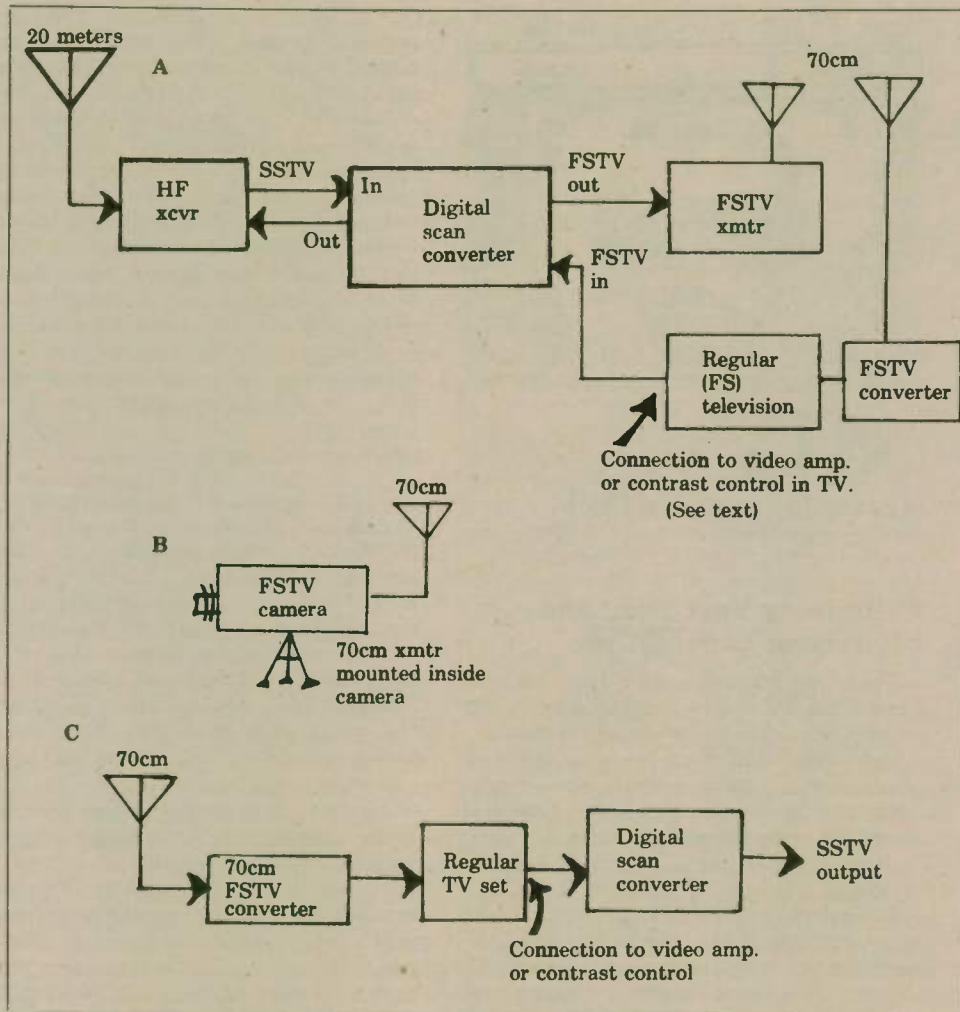 20 meters
A
70cm
HF
xcvr
SSTV
In
Out
Digital
scan
converter
FSTV
out
FSTV
in
FSTV
xmtr
Regular
(FS)
television
FSTV
converter
Connection to video amp.
or contrast control in TV.
(See text)
B
70cm
FSTV
camera
70cm xmtr
mounted inside
camera
C
70cm
70cm
FSTV
converter
Regular
TV set
Digital
scan
converter
SSTV
output
Connection to video amp.
or contrast control